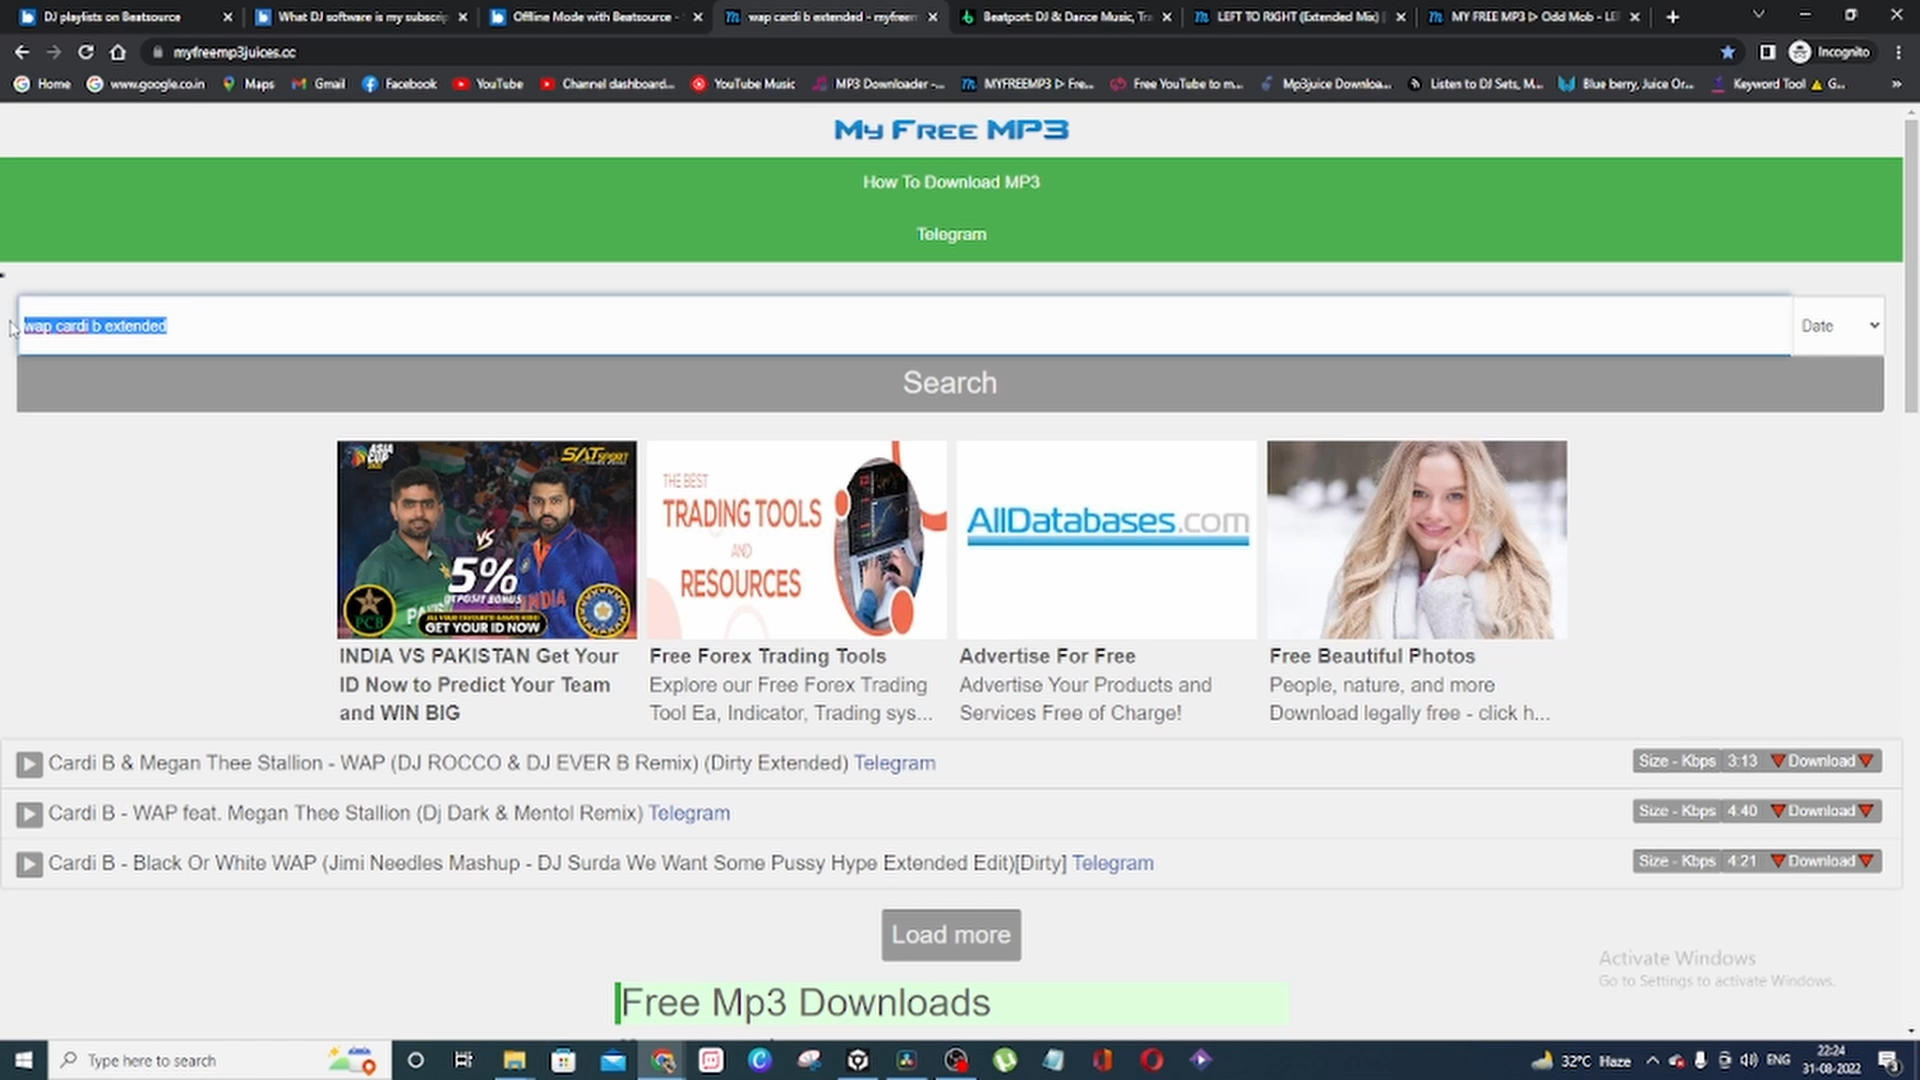 DJ playlists on Beatsource
What DJ software is my subscrip
Offline Mode with Beatsource -
wap cardi b extended - myfreem
Beatport: DJ & Dance Music, Tra
LEFT TO RIGHT (Extended Mix)
MY FREE MP3 ᐅ Odd Mob - LEF
myfreemp3juices.cc
Incognito
Home
www.google.co.in
Maps
Gmail
Facebook
YouTube
Channel dashboard...
YouTube Music
MP3 Downloader -...
MYFREEMP3 ᐅ Fre...
Free YouTube to m...
Mp3juice Downloa...
Listen to DJ Sets, M...
Blue berry, Juice Or...
Keyword Tool ⚠ G...
»
My Free MP3
How To Download MP3
Telegram
wap cardi b extended
Date
Search
ASIA CUP
SATSPORT
VS
5%
DEPOSIT BONUS
INDIA
PCB
GET YOUR ID NOW
THE BEST
TRADING TOOLS
AND
RESOURCES
AllDatabases.com
INDIA VS PAKISTAN Get Your
ID Now to Predict Your Team
and WIN BIG
Free Forex Trading Tools
Explore our Free Forex Trading
Tool Ea, Indicator, Trading sys...
Advertise For Free
Advertise Your Products and
Services Free of Charge!
Free Beautiful Photos
People, nature, and more
Download legally free - click h...
Cardi B & Megan Thee Stallion - WAP (DJ ROCCO & DJ EVER B Remix) (Dirty Extended) Telegram
Size - Kbps 3:13 🔻Download🔻
Cardi B - WAP feat. Megan Thee Stallion (Dj Dark & Mentol Remix) Telegram
Size - Kbps 4:40 🔻Download🔻
Cardi B - Black Or White WAP (Jimi Needles Mashup - DJ Surda We Want Some Pussy Hype Extended Edit)[Dirty] Telegram
Size - Kbps 4:21 🔻Download🔻
Load more
Activate Windows
Go to Settings to activate Windows.
Free Mp3 Downloads
Type here to search
32°C Haze
ENG
22:24
31-08-2022
3